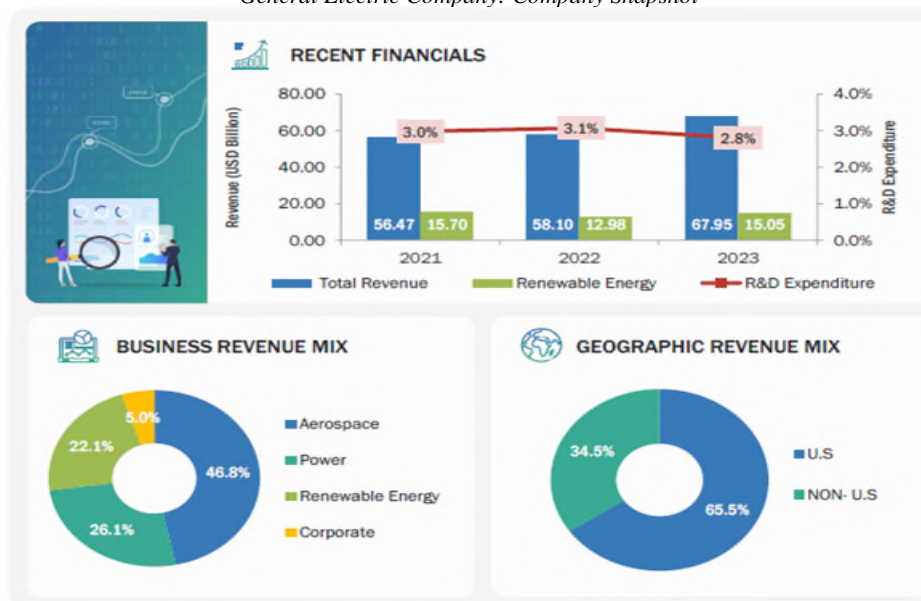 General Electric Company: Company Snapshot
RECENT FINANCIALS
Revenue (USD Billion)
80.00
60.00
40.00
20.00
0.00
3.0%
3.1%
2.8%
56.47
15.70
58.10
12.98
67.95
15.05
2021
2022
2023
4.0%
3.0%
2.0%
1.0%
0.0%
R&D Expenditure
Total Revenue
Renewable Energy
R&D Expenditure
BUSINESS REVENUE MIX
5.0%
22.1%
46.8%
26.1%
Aerospace
Power
Renewable Energy
Corporate
GEOGRAPHIC REVENUE MIX
34.5%
65.5%
U.S
NON- U.S